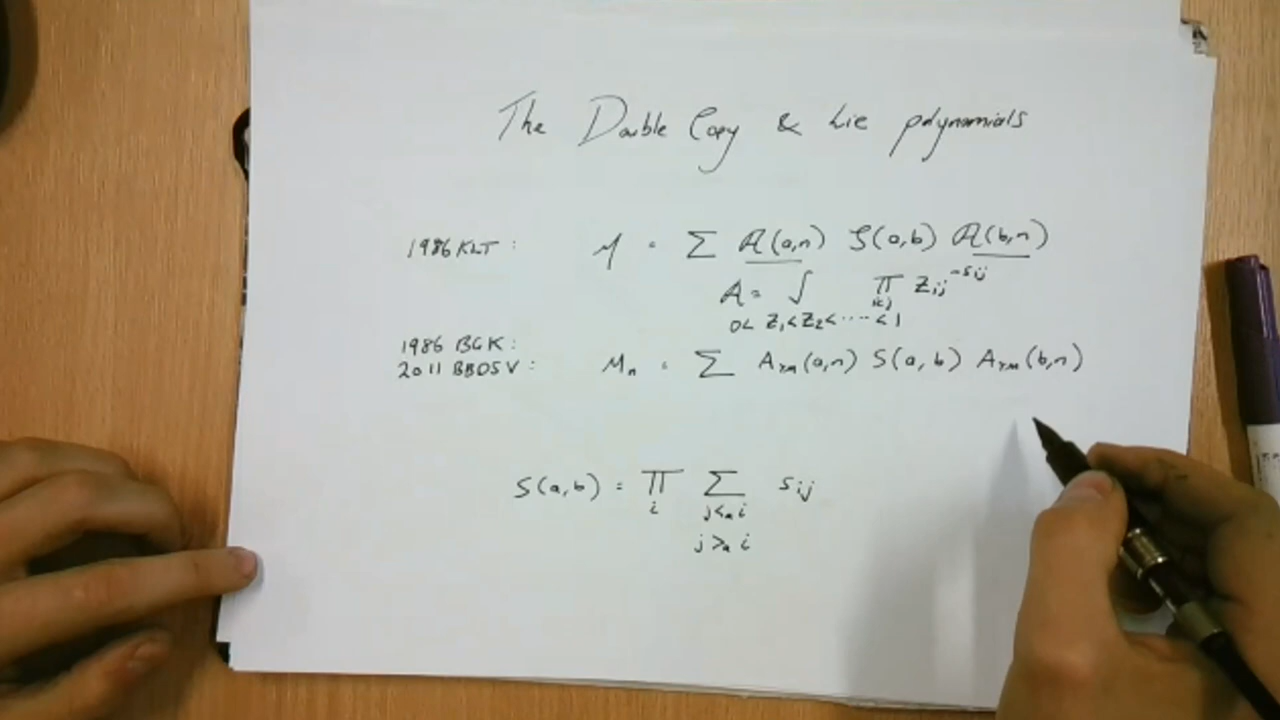 The Double Copy & Lie polynomials
1986 KLT : M = Σ A(a,n) S(a,b) A(b,n)
A = ∫ ∏ z_ij^-s_ij
0< z_1<z_2<····<1 i<j
1986 BGK :
2011 BBDSV : M_n = Σ A_YM(a,n) S(a,b) A_YM(b,n)
S(a,b) = ∏ Σ s_ij
i j<_a i
j >_a i